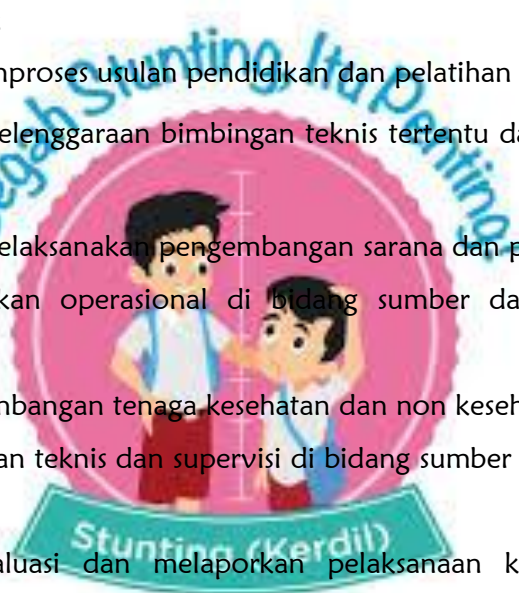 Cegah Stunting, Itu Penting
nproses usulan pendidikan dan pelatihan
elenggaraan bimbingan teknis tertentu da
elaksanakan pengembangan sarana dan p
kan operasional di bidang sumber da
nbangan tenaga kesehatan dan non keseh
an teknis dan supervisi di bidang sumber
Stunting (Kerdil)
aluasi dan melaporkan pelaksanaan k